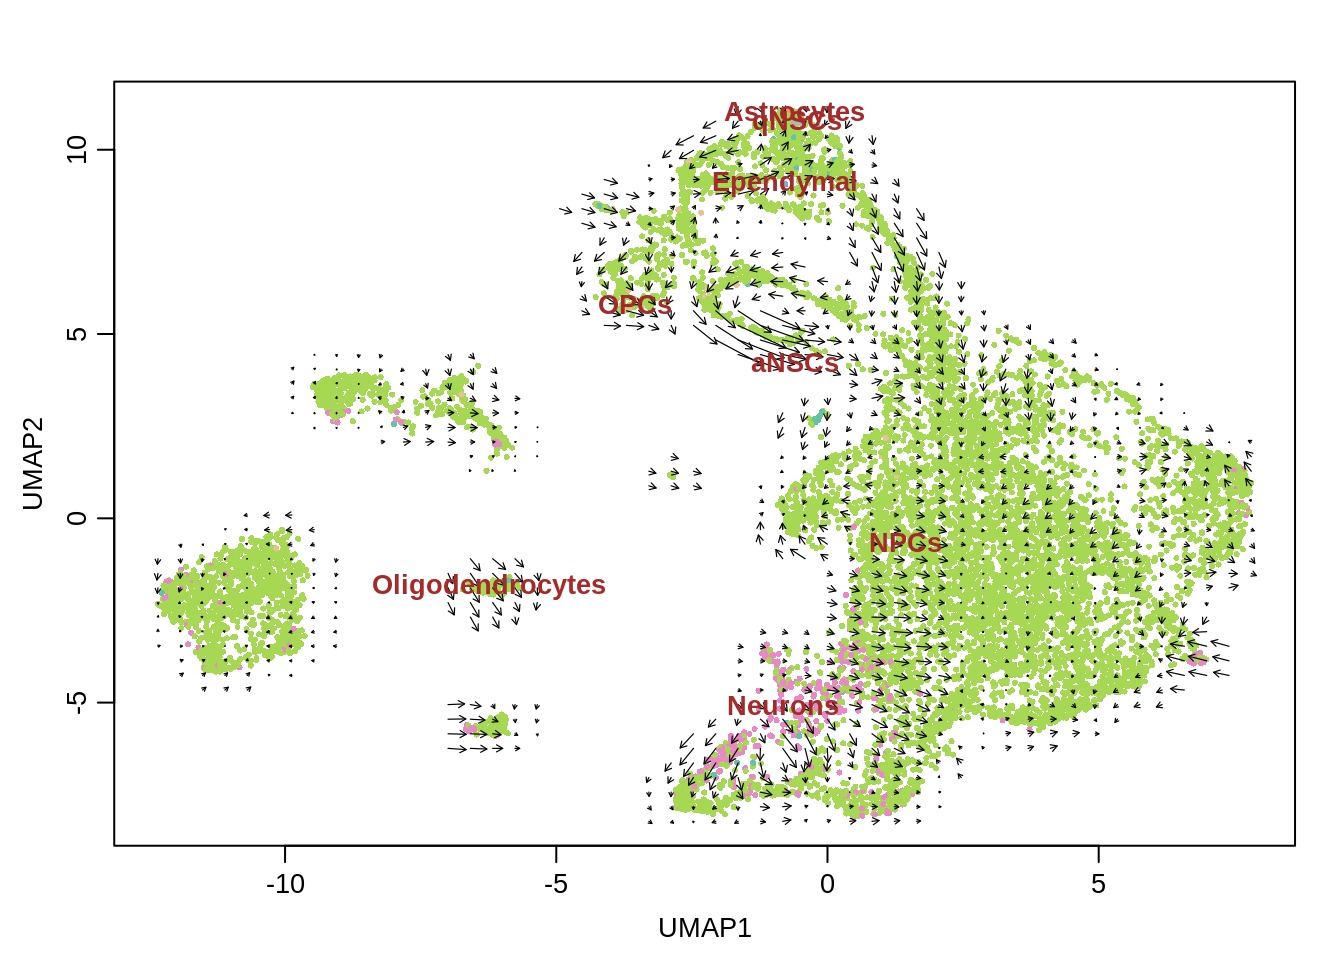 Astrocytes
qNSCs
Ependymal
OPCs
aNSCs
NPCs
Oligodendrocytes
Neurons
10
5
0
-5
UMAP2
-10
-5
0
5
UMAP1